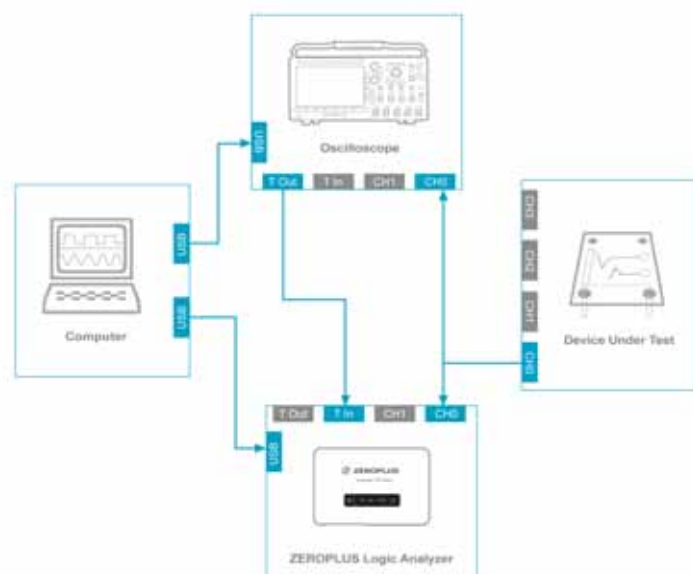 USB
Oscilloscope
T Out T In CH1 CH0
USB
USB
Computer
CH3
CH2
CH1
CH0
Device Under Test
T Out T In CH1 CH0
USB
ZEROPLUS
ZEROPLUS Logic Analyzer